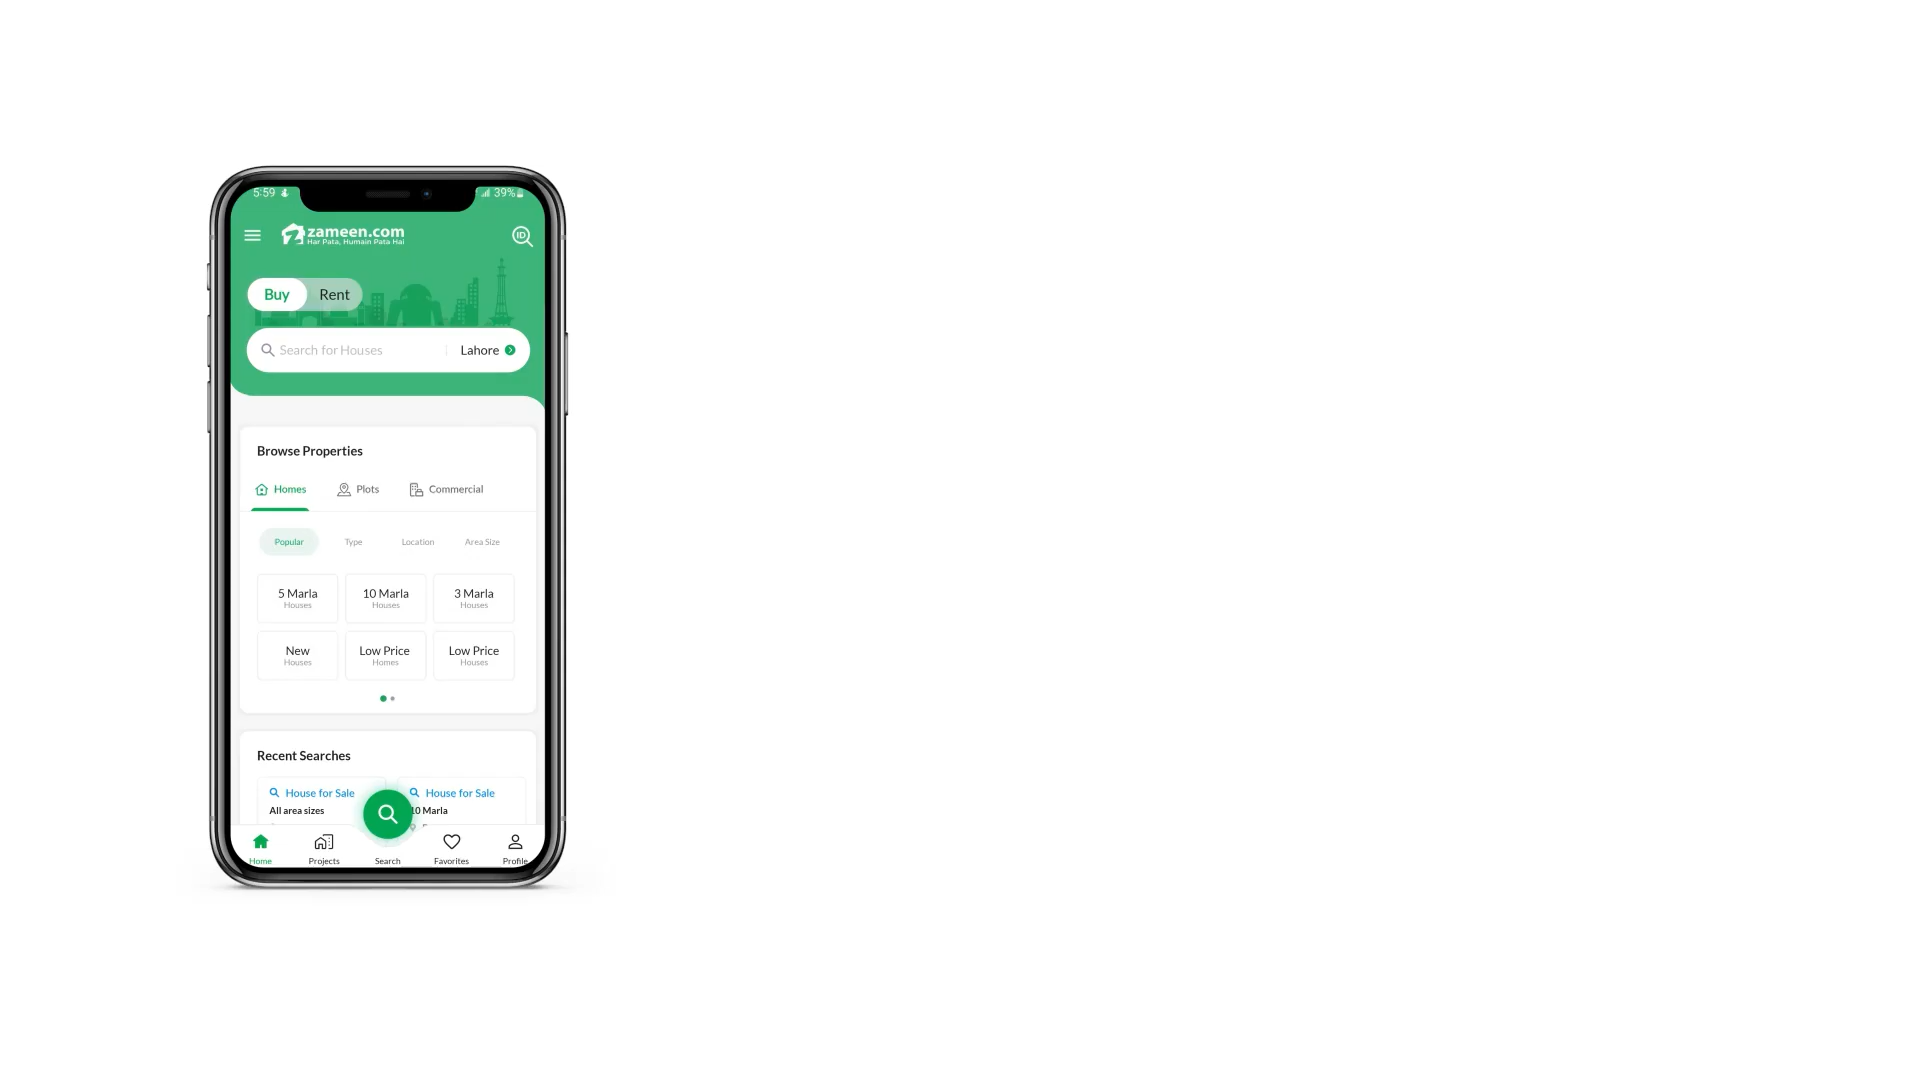 5:59
39%
zameen.com
Har Pata, Humain Pata Hai
ID
Buy Rent
Search for Houses Lahore
Browse Properties
Homes Plots Commercial
Popular Type Location Area Size
5 Marla 10 Marla 3 Marla
Houses Houses Houses
New Low Price Low Price
Houses Homes Houses
Recent Searches
House for Sale House for Sale
All area sizes 10 Marla
Home Projects Search Favorites Profile